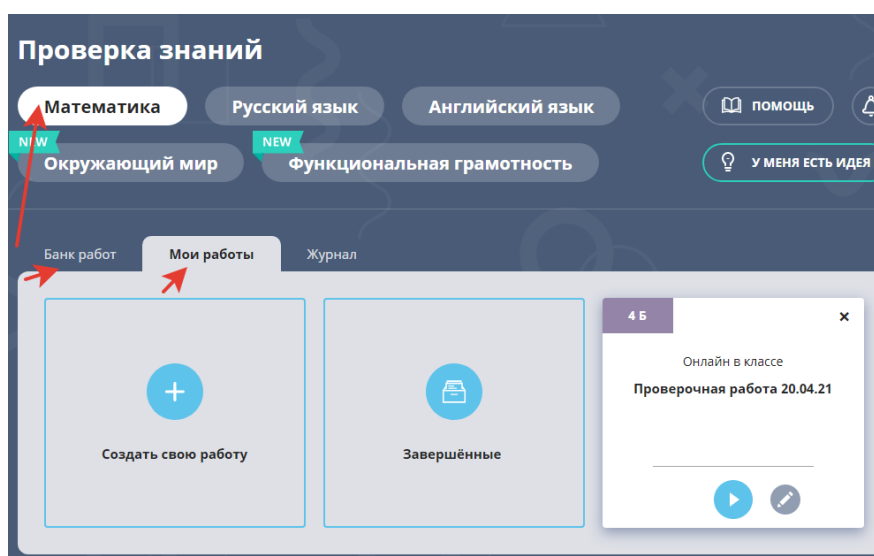 Проверка знаний
Математика Русский язык Английский язык ПОМОЩЬ
NEW NEW
Окружающий мир Функциональная грамотность У МЕНЯ ЕСТЬ ИДЕЯ
Банк работ Мои работы Журнал
4 Б ×
Онлайн в классе
Проверочная работа 20.04.21
Создать свою работу Завершённые